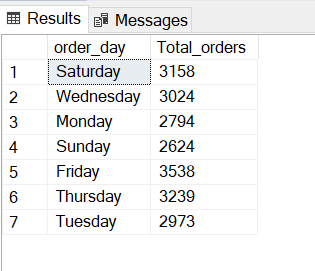 Results Messages
order_day Total_orders
1 Saturday 3158
2 Wednesday 3024
3 Monday 2794
4 Sunday 2624
5 Friday 3538
6 Thursday 3239
7 Tuesday 2973